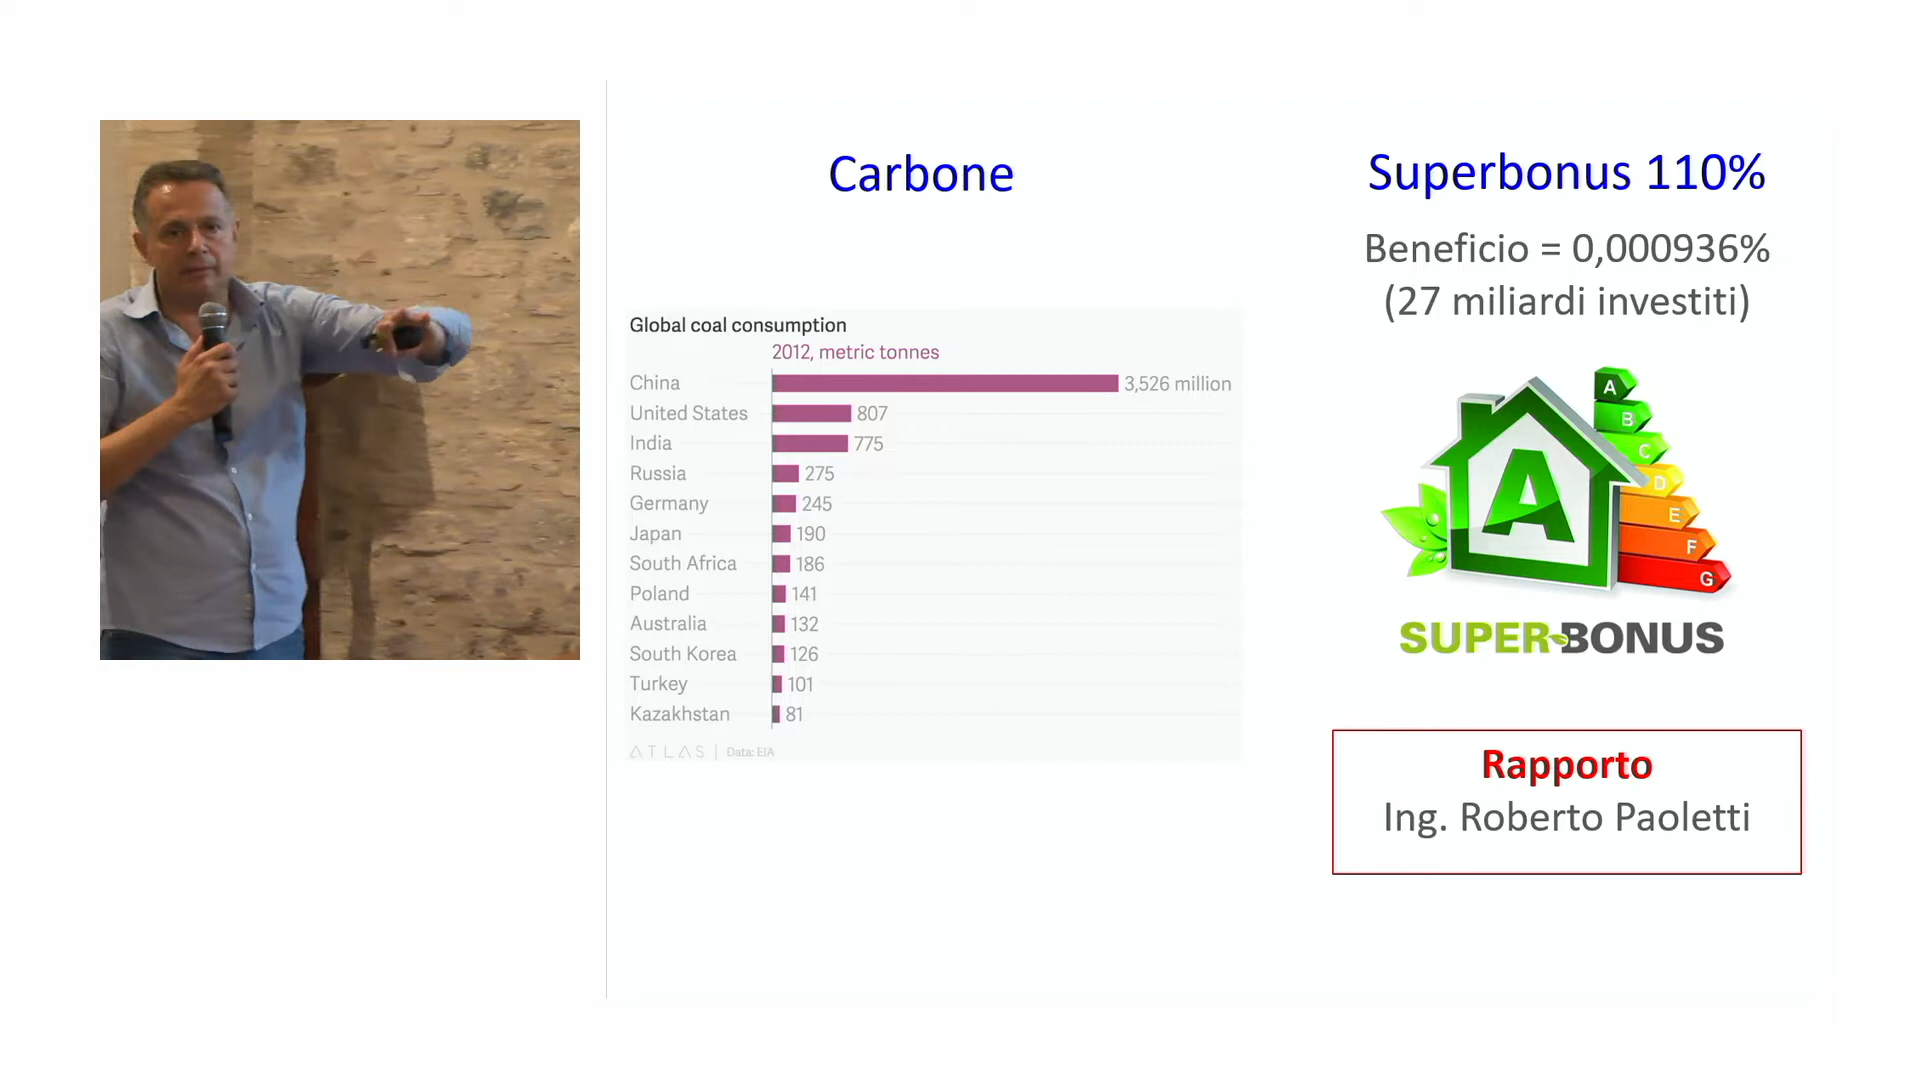 Carbone
Global coal consumption
2012, metric tonnes
China 3,526 million
United States 807
India 775
Russia 275
Germany 245
Japan 190
South Africa 186
Poland 141
Australia 132
South Korea 126
Turkey 101
Kazakhstan 81
ATLAS | Data: EIA
Superbonus 110%
Beneficio = 0,000936%
(27 miliardi investiti)
A
A
B
C
D
E
F
G
SUPER-BONUS
Rapporto
Ing. Roberto Paoletti